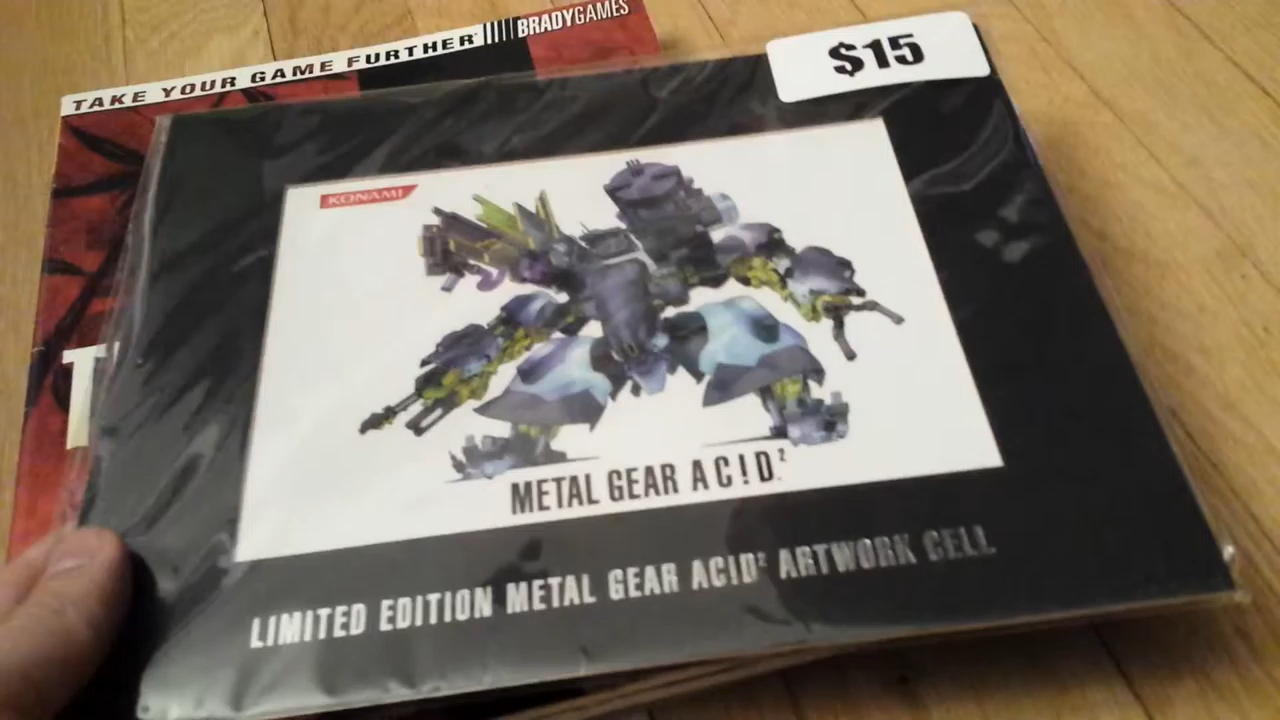 TAKE YOUR GAME FURTHER BRADYGAMES
$15
KONAMI
METAL GEAR AC!D²
LIMITED EDITION METAL GEAR AC!D² ARTWORK CELL
T